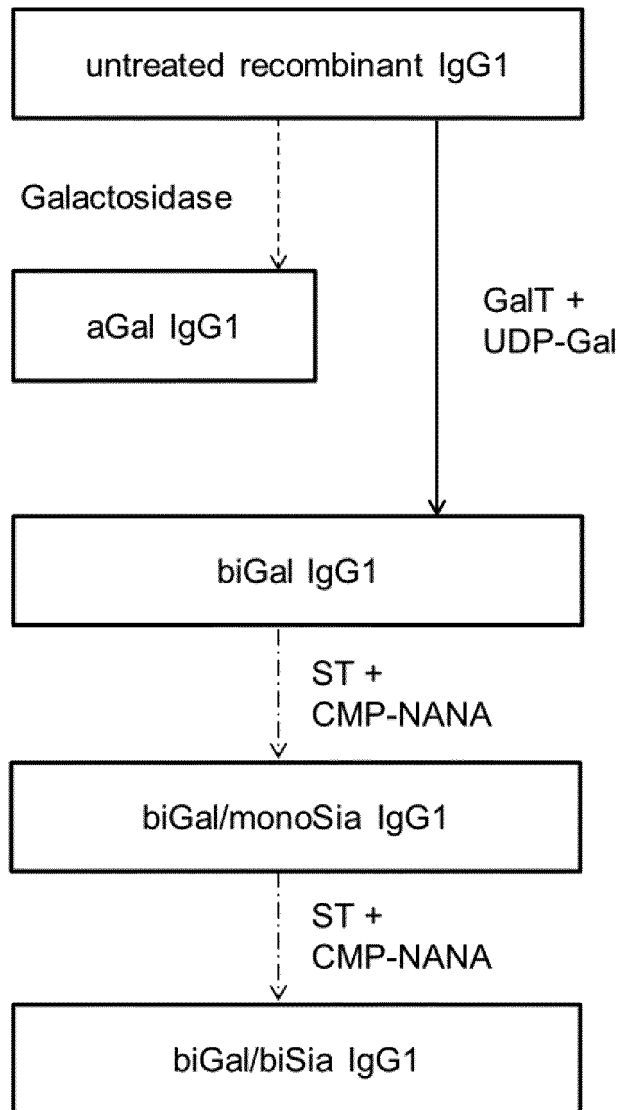 untreated recombinant IgG1
Galactosidase
aGal IgG1
GalT +
UDP-Gal
biGal IgG1
ST +
CMP-NANA
biGal/monoSia IgG1
ST +
CMP-NANA
biGal/biSia IgG1